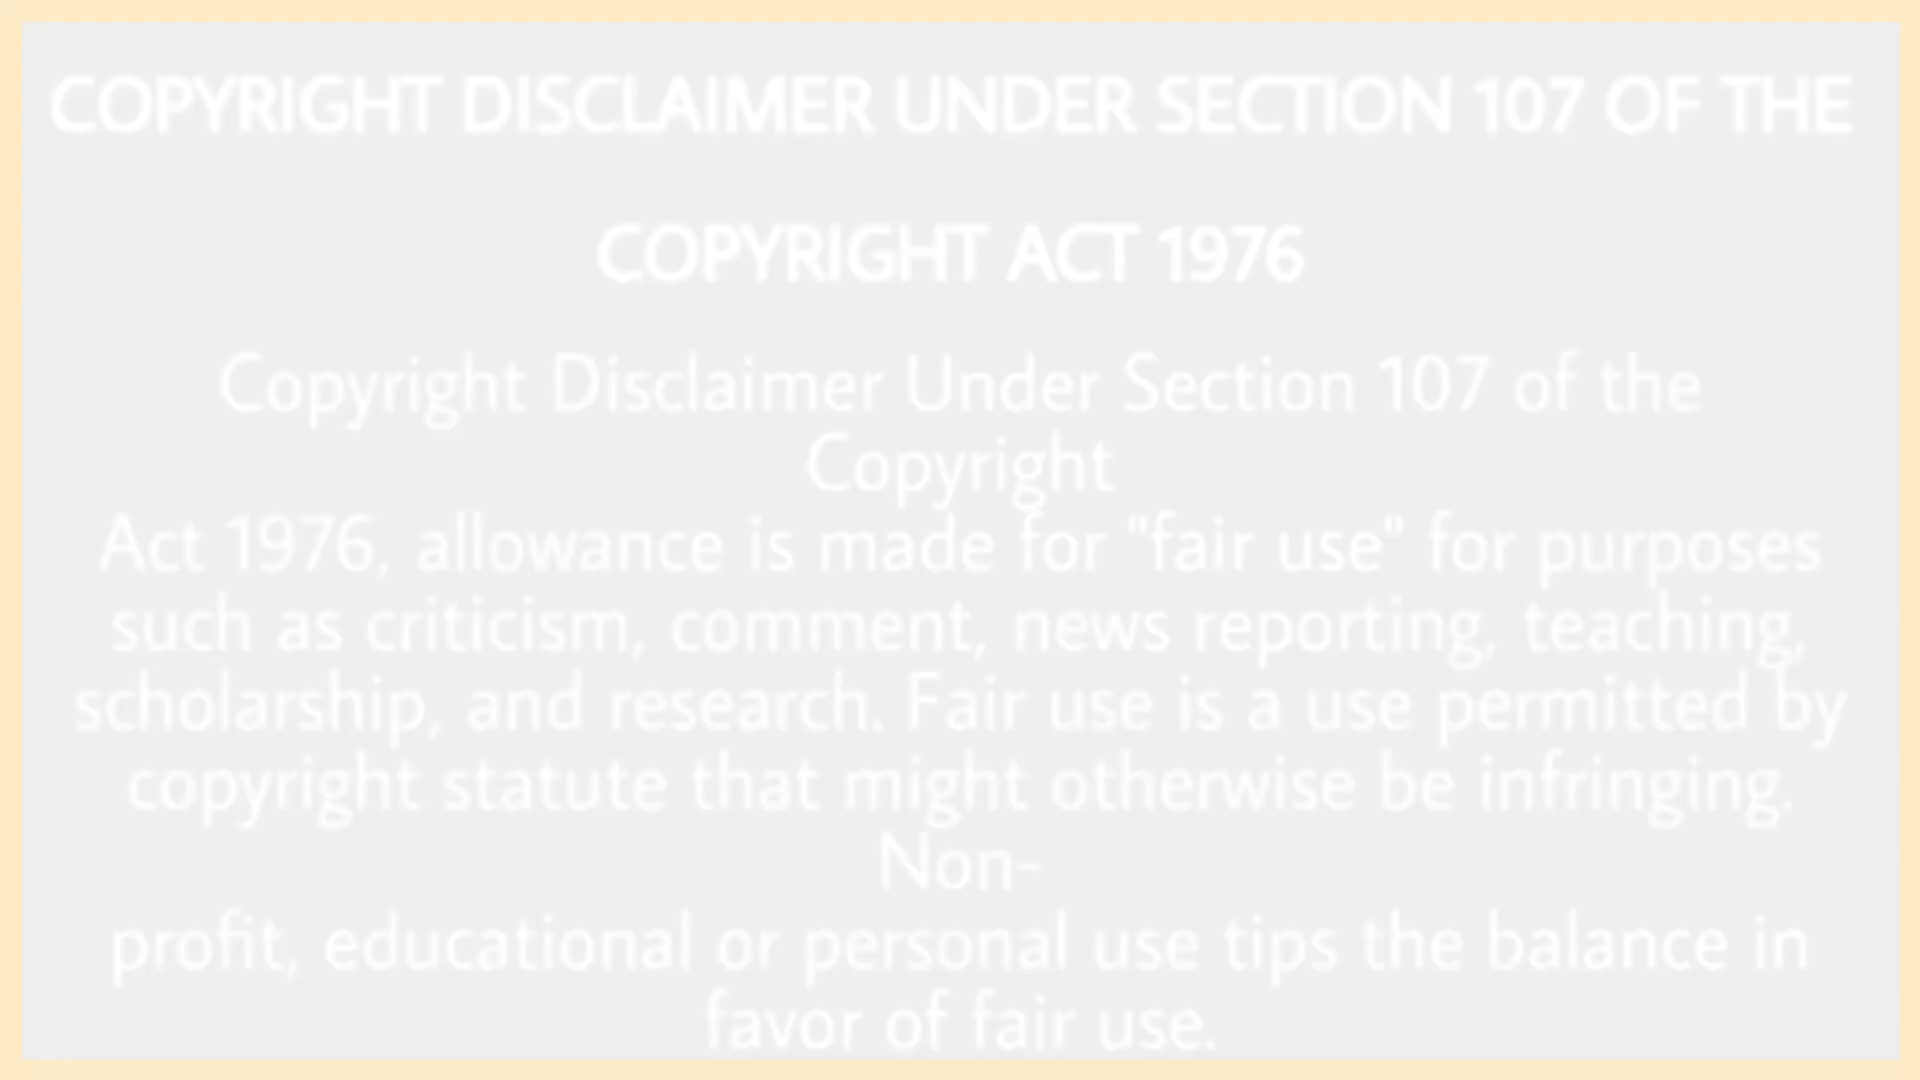 COPYRIGHT DISCLAIMER UNDER SECTION 107 OF THE
COPYRIGHT ACT 1976
Copyright Disclaimer Under Section 107 of the
Copyright
Act 1976, allowance is made for "fair use" for purposes
such as criticism, comment, news reporting, teaching,
scholarship, and research. Fair use is a use permitted by
copyright statute that might otherwise be infringing.
Non-
profit, educational or personal use tips the balance in
favor of fair use.